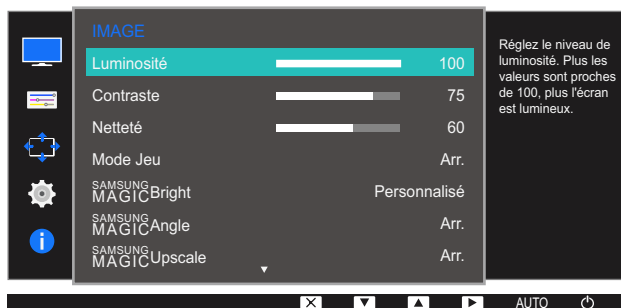 IMAGE
Luminosité 100
Contraste 75
Netteté 60
Mode Jeu Arr.
SAMSUNG MAGIC Bright Personnalisé
SAMSUNG MAGIC Angle Arr.
SAMSUNG MAGIC Upscale Arr.
Réglez le niveau de
luminosité. Plus les
valeurs sont proches
de 100, plus l'écran
est lumineux.
AUTO